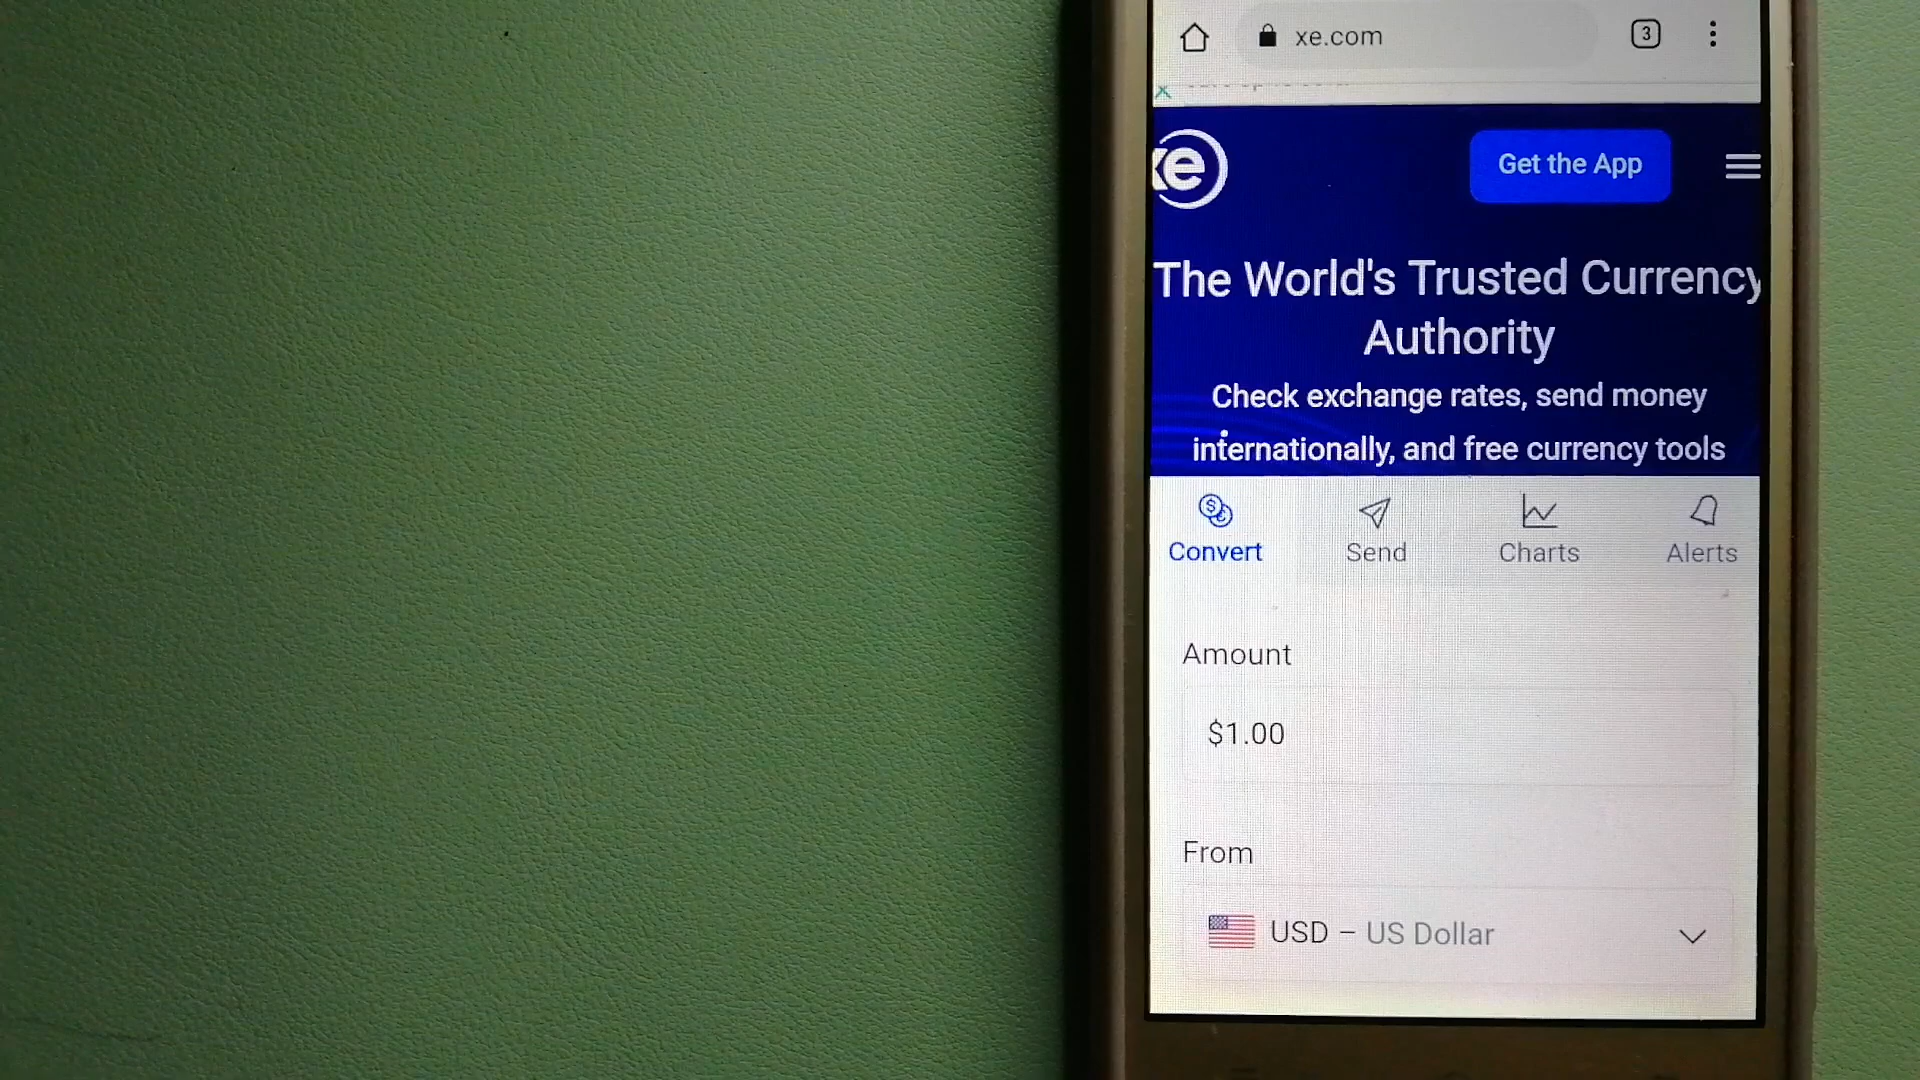 xe.com
3
xe
Get the App
The World's Trusted Currency
Authority
Check exchange rates, send money
internationally, and free currency tools
Convert
Send
Charts
Alerts
Amount
$1.00
From
USD – US Dollar